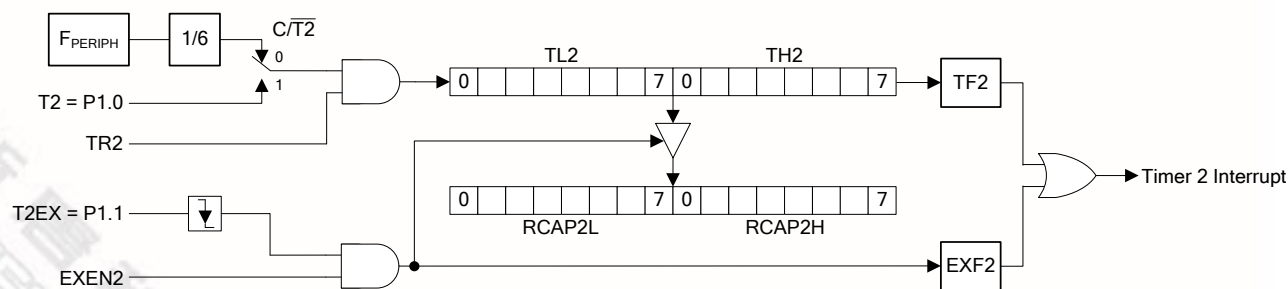 F_PERIPH
1/6
C/T2
0
1
TL2
TH2
0
7
0
7
TF2
T2 = P1.0
TR2
Timer 2 Interrupt
T2EX = P1.1
0
7
0
7
RCAP2L
RCAP2H
EXEN2
EXF2